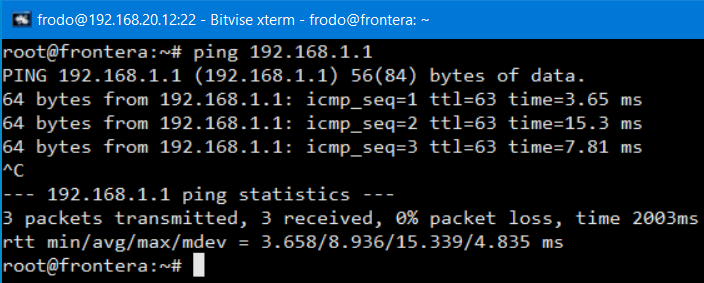 frodo@192.168.20.12:22 - Bitvise xterm - frodo@frontera: ~
root@frontera:~# ping 192.168.1.1
PING 192.168.1.1 (192.168.1.1) 56(84) bytes of data.
64 bytes from 192.168.1.1: icmp_seq=1 ttl=63 time=3.65 ms
64 bytes from 192.168.1.1: icmp_seq=2 ttl=63 time=15.3 ms
64 bytes from 192.168.1.1: icmp_seq=3 ttl=63 time=7.81 ms
^C
--- 192.168.1.1 ping statistics ---
3 packets transmitted, 3 received, 0% packet loss, time 2003ms
rtt min/avg/max/mdev = 3.658/8.936/15.339/4.835 ms
root@frontera:~#